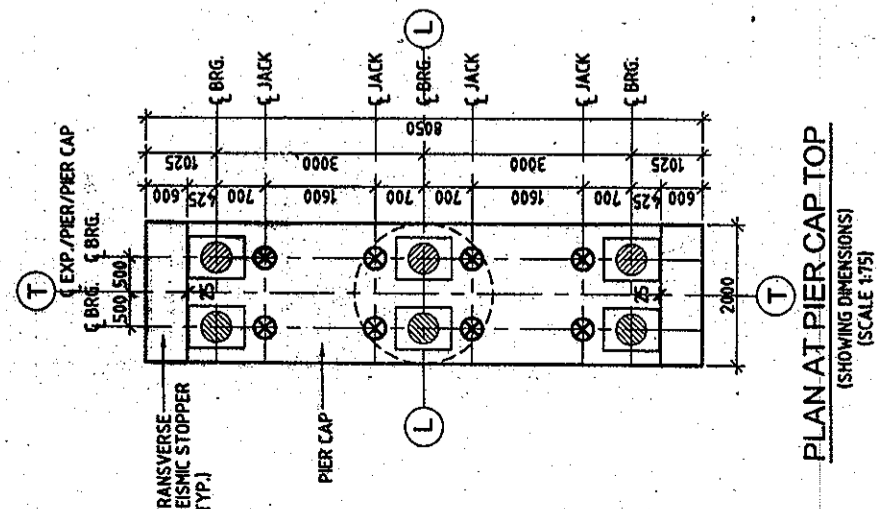 T
℄ EXP./PIER/PIER CAP
℄ BRG. ℄ BRG.
500 500
℄ BRG.
℄ JACK
℄ JACK
℄ BRG.
℄ JACK
℄ JACK
℄ BRG.
L
8050
1025 3000 3000 1025
600 425 700 1600 700 700 1600 700 425 600
25
25
2000
RANSVERSE
EISMIC STOPPER
TYP.)
PIER CAP
L
T
PLAN AT PIER CAP TOP
(SHOWING DIMENSIONS)
(SCALE 1:75)